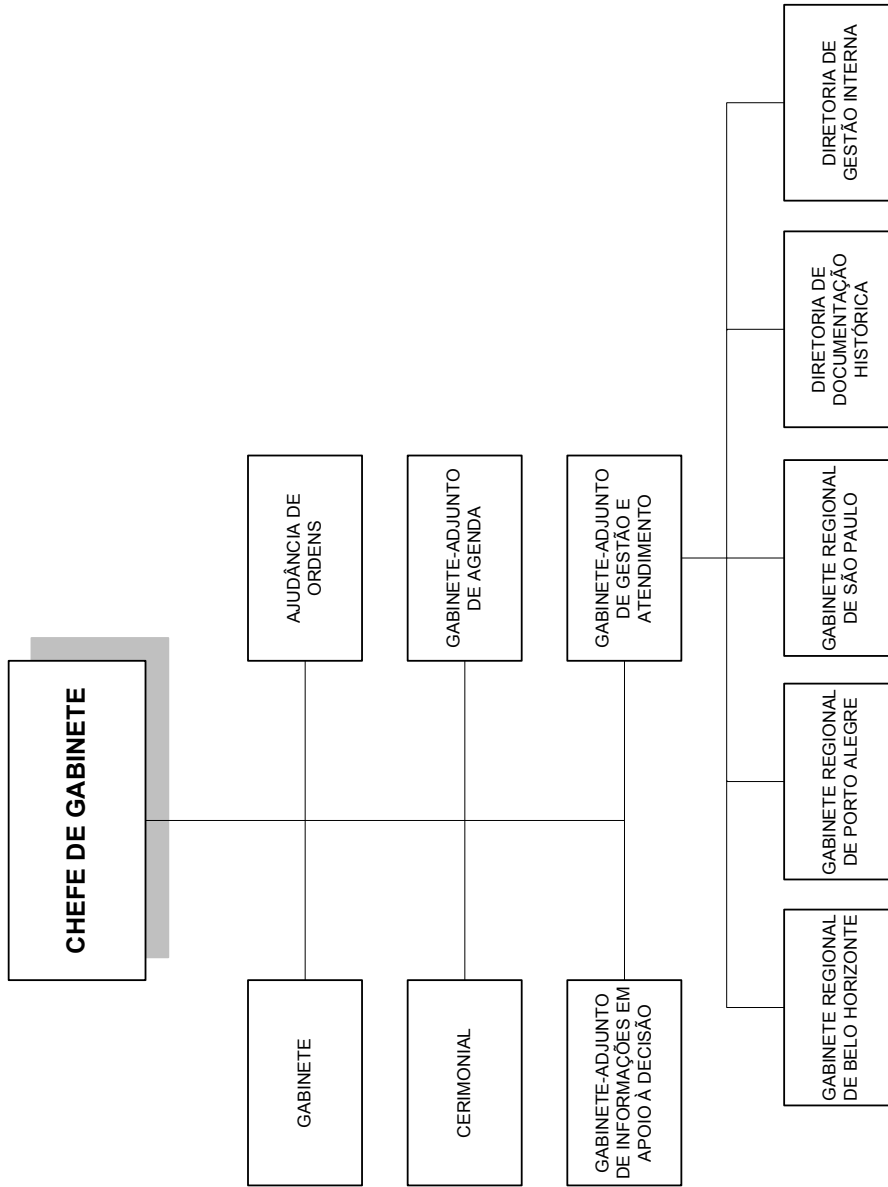 CHEFE DE GABINETE
GABINETE
AJUDÂNCIA DE
ORDENS
CERIMONIAL
GABINETE-ADJUNTO
DE AGENDA
GABINETE-ADJUNTO
DE INFORMAÇÕES EM
APOIO À DECISÃO
GABINETE-ADJUNTO
DE GESTÃO E
ATENDIMENTO
GABINETE REGIONAL
DE BELO HORIZONTE
GABINETE REGIONAL
DE PORTO ALEGRE
GABINETE REGIONAL
DE SÃO PAULO
DIRETORIA DE
DOCUMENTAÇÃO
HISTÓRICA
DIRETORIA DE
GESTÃO INTERNA